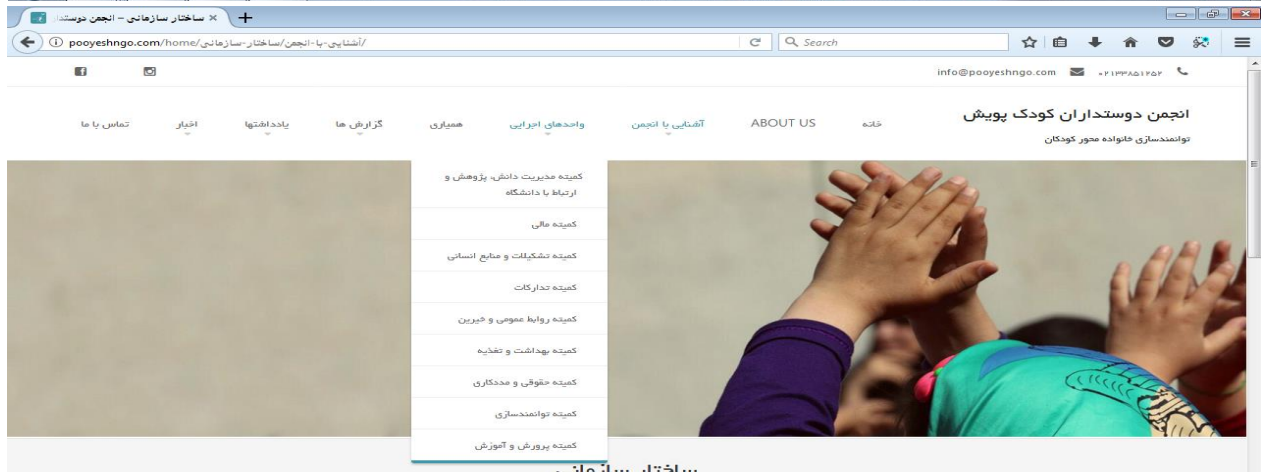 ساختار سازمانی – انجمن دوستد
pooyeshngo.com/home/آشنایی-با-انجمن/ساختار-سازمانی/
Search
info@pooyeshngo.com
۰۲۱۳۳۸۵۱۲۵۲
انجمن دوستداران کودک پویش
توانمندسازی خانواده محور کودکان
خانه
ABOUT US
آشنایی با انجمن
واحدهای اجرایی
همیاری
گزارش ها
یادداشتها
اخبار
تماس با ما
کمیته مدیریت دانش، پژوهش و
ارتباط با دانشگاه
کمیته مالی
کمیته تشکیلات و منابع انسانی
کمیته تدارکات
کمیته روابط عمومی و خیرین
کمیته بهداشت و تغذیه
کمیته حقوقی و مددکاری
کمیته توانمندسازی
کمیته پرورش و آموزش
ساختار سازمانی